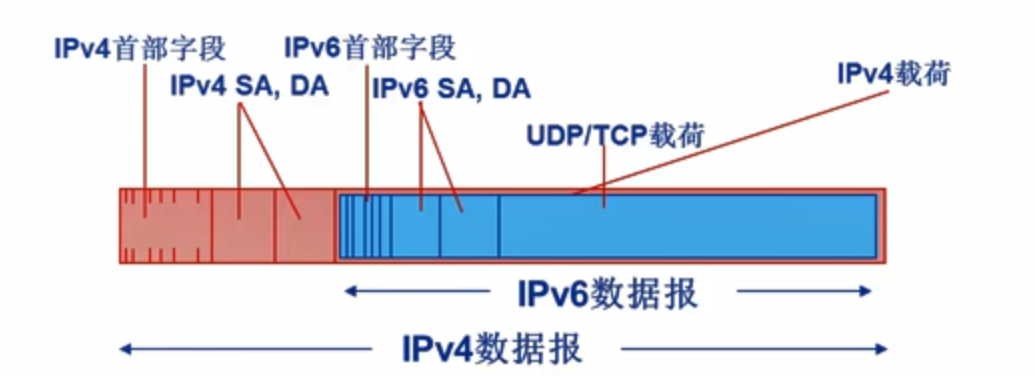 IPv4首部字段
IPv6首部字段
IPv4 SA, DA
IPv6 SA, DA
IPv4载荷
UDP/TCP载荷
IPv6数据报
IPv4数据报